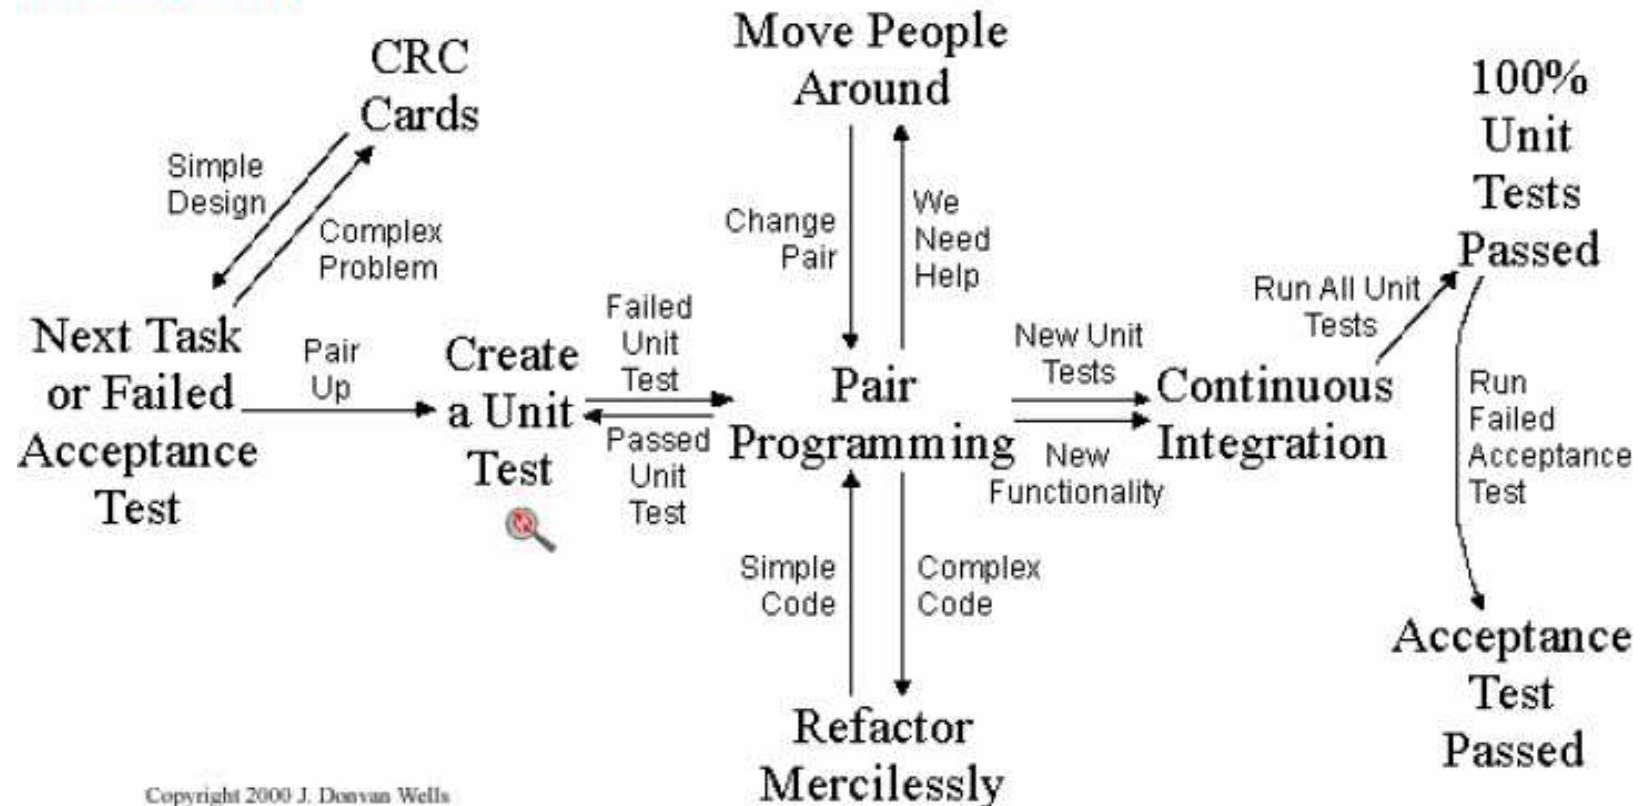 CRC
Cards
Simple
Design
Complex
Problem
Next Task
or Failed
Acceptance
Test
Pair
Up
Create
a Unit
Test
Failed
Unit
Test
Passed
Unit
Test
Move People
Around
Change
Pair
We
Need
Help
Pair
Programming
Simple
Code
Complex
Code
Refactor
Mercilessly
New Unit
Tests
New
Functionality
Continuous
Integration
Run All Unit
Tests
100%
Unit
Tests
Passed
Run
Failed
Acceptance
Test
Acceptance
Test
Passed
Copyright 2000 J. Donvan Wells